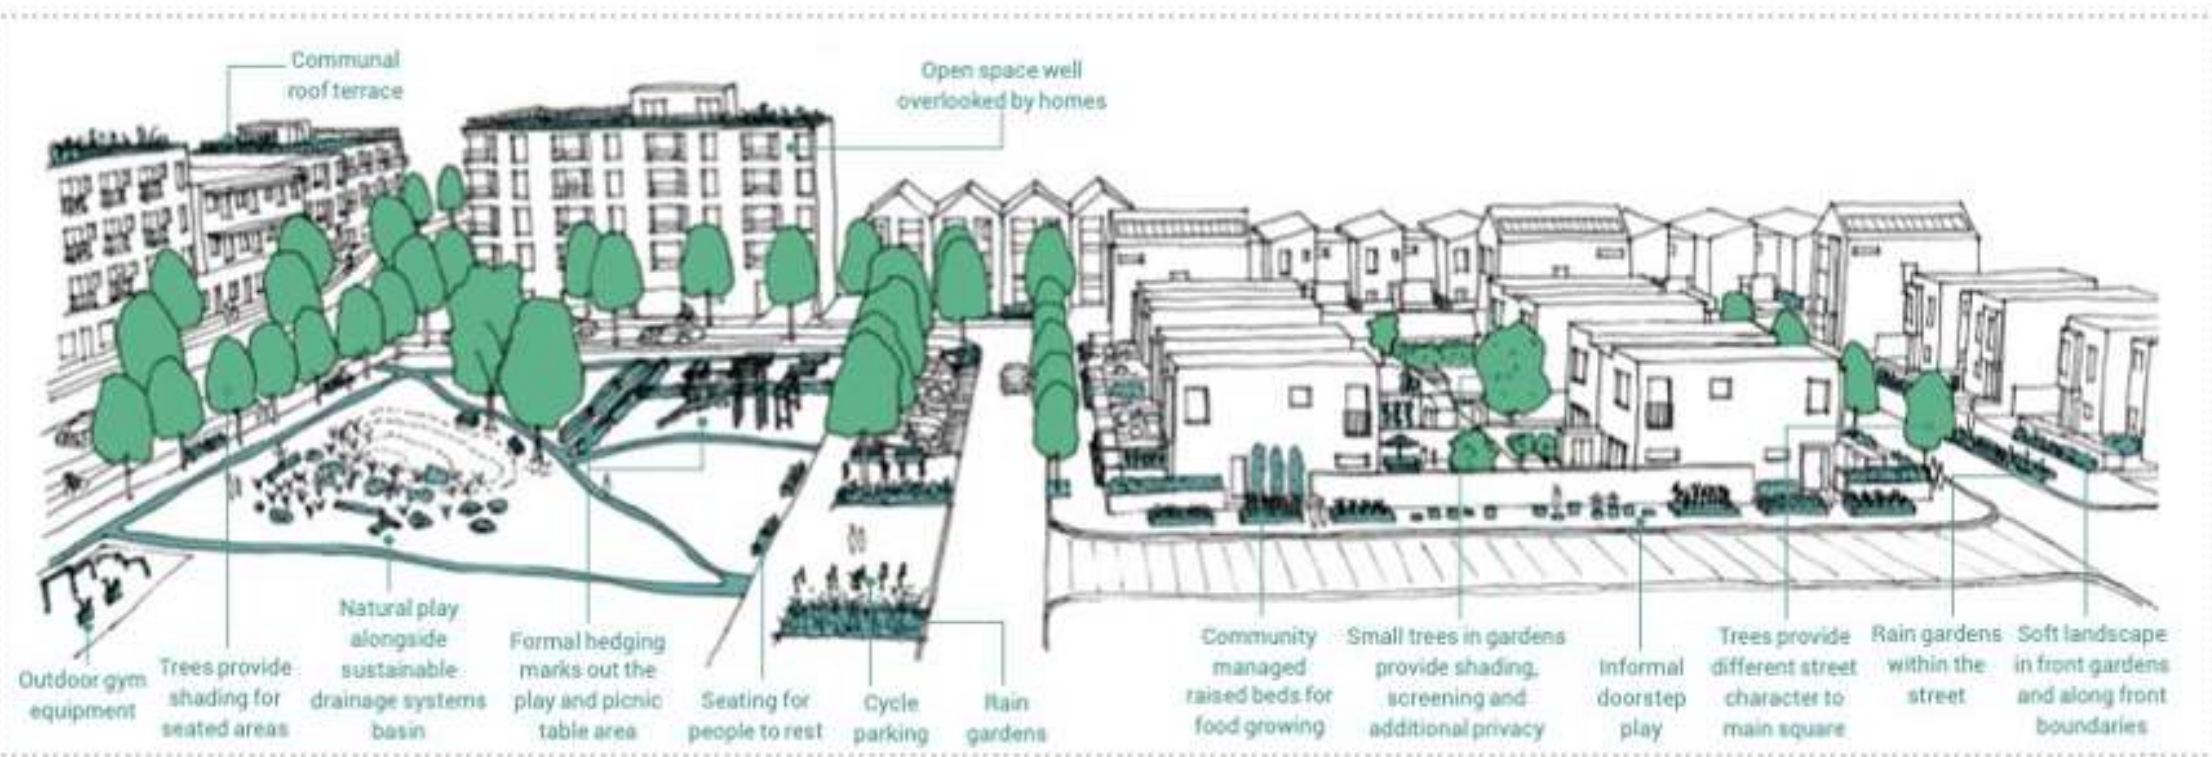 Communal
roof terrace
Open space well
overlooked by homes
Outdoor gym
equipment
Trees provide
shading for
seated areas
Natural play
alongside
sustainable
drainage systems
basin
Formal hedging
marks out the
play and picnic
table area
Seating for
people to rest
Cycle
parking
Rain
gardens
Community
managed
raised beds for
food growing
Small trees in gardens
provide shading,
screening and
additional privacy
Informal
doorstep
play
Trees provide
different street
character to
main square
Rain gardens
within the
street
Soft landscape
in front gardens
and along front
boundaries